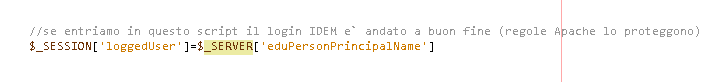 //se entriamo in questo script il login IDEM e` andato a buon fine (regole Apache lo proteggono)
$_SESSION['loggedUser']=$_SERVER['eduPersonPrincipalName']